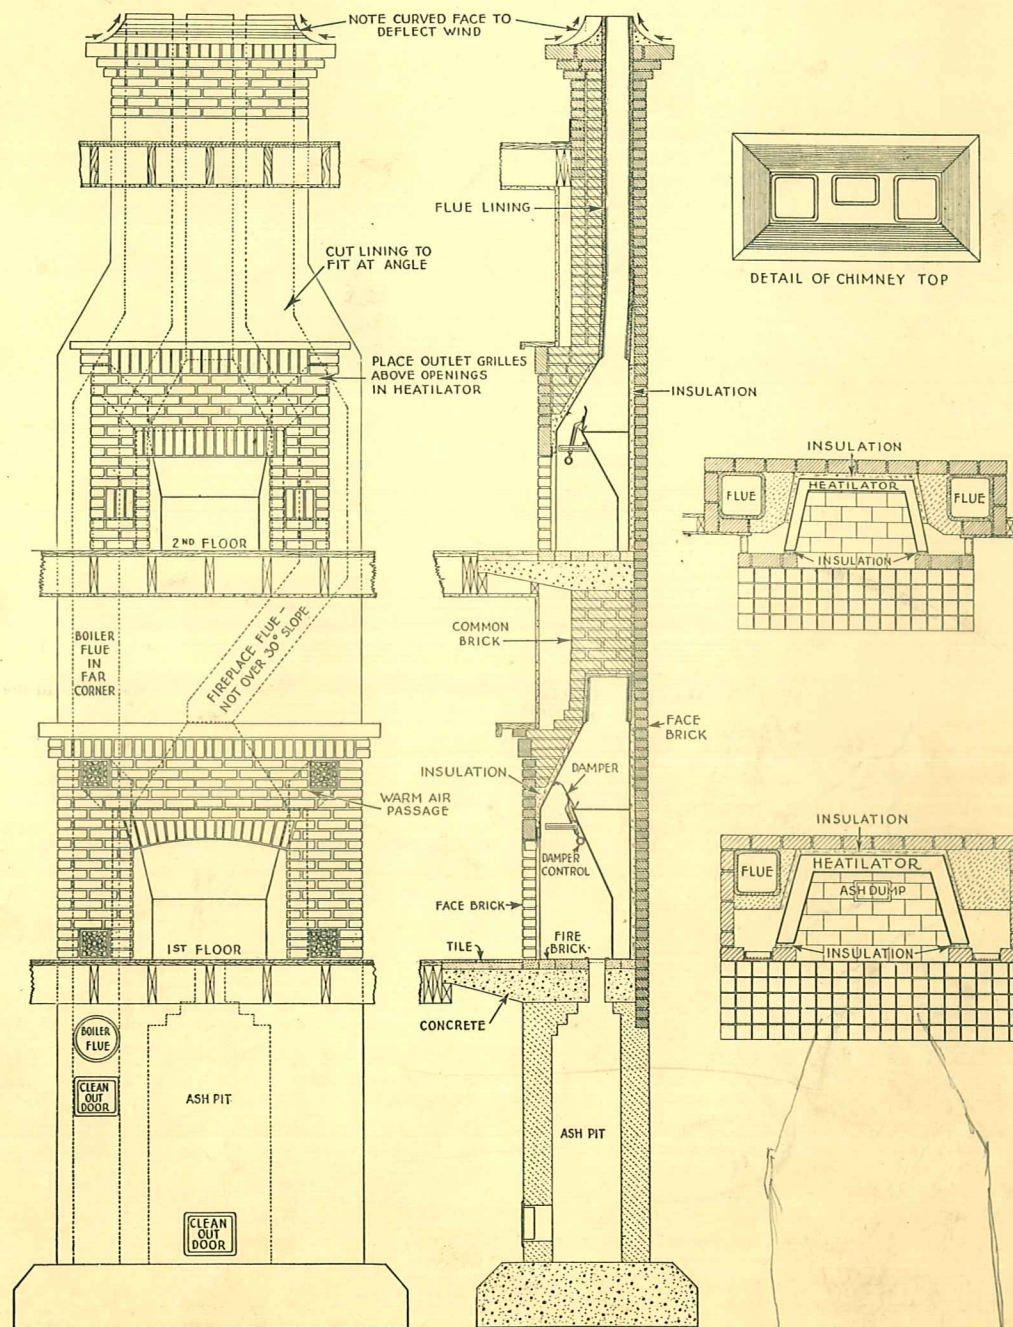 NOTE CURVED FACE TO
DEFLECT WIND
FLUE LINING
CUT LINING TO
FIT AT ANGLE
DETAIL OF CHIMNEY TOP
PLACE OUTLET GRILLES
ABOVE OPENINGS
IN HEATILATOR
INSULATION
INSULATION
HEATILATOR
FLUE
FLUE
INSULATION
2ND FLOOR
BOILER
FLUE
IN
FAR
CORNER
FIREPLACE FLUE -
NOT OVER 30° SLOPE
COMMON
BRICK
FACE
BRICK
INSULATION
DAMPER
WARM AIR
PASSAGE
DAMPER
CONTROL
FACE BRICK
INSULATION
HEATILATOR
FLUE
ASH DUMP
INSULATION
1ST FLOOR
TILE
FIRE
BRICK
CONCRETE
BOILER
FLUE
CLEAN
OUT
DOOR
ASH PIT
ASH PIT
CLEAN
OUT
DOOR